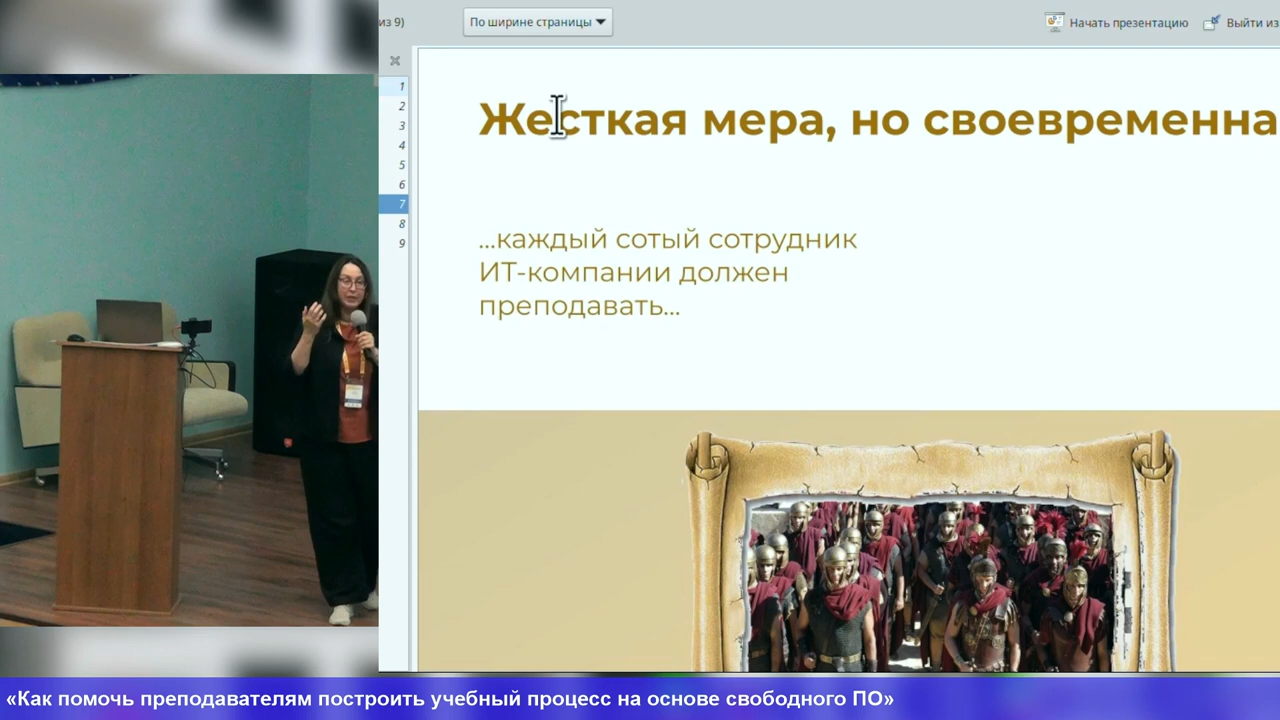 из 9)
По ширине страницы
Начать презентацию
Выйти из
1
2
3
4
5
6
7
8
9
Жесткая мера, но своевременна
...каждый сотый сотрудник
ИТ-компании должен
преподавать...
«Как помочь преподавателям построить учебный процесс на основе свободного ПО»